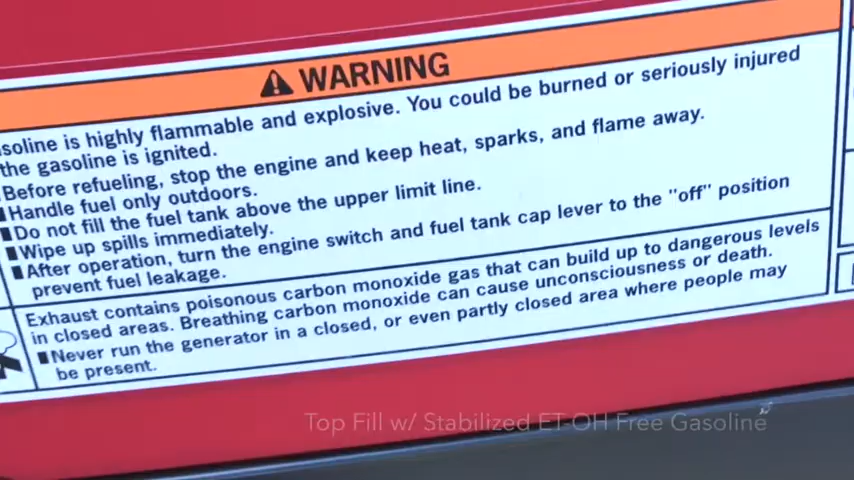 WARNING
soline is highly flammable and explosive. You could be burned or seriously injured
the gasoline is ignited.
Before refueling, stop the engine and keep heat, sparks, and flame away.
Handle fuel only outdoors.
Do not fill the fuel tank above the upper limit line.
Wipe up spills immediately.
After operation, turn the engine switch and fuel tank cap lever to the "off" position
prevent fuel leakage.
Exhaust contains poisonous carbon monoxide gas that can build up to dangerous levels
in closed areas. Breathing carbon monoxide can cause unconsciousness or death.
Never run the generator in a closed, or even partly closed area where people may
be present.
Top Fill w/ Stabilized ET-OH Free Gasoline